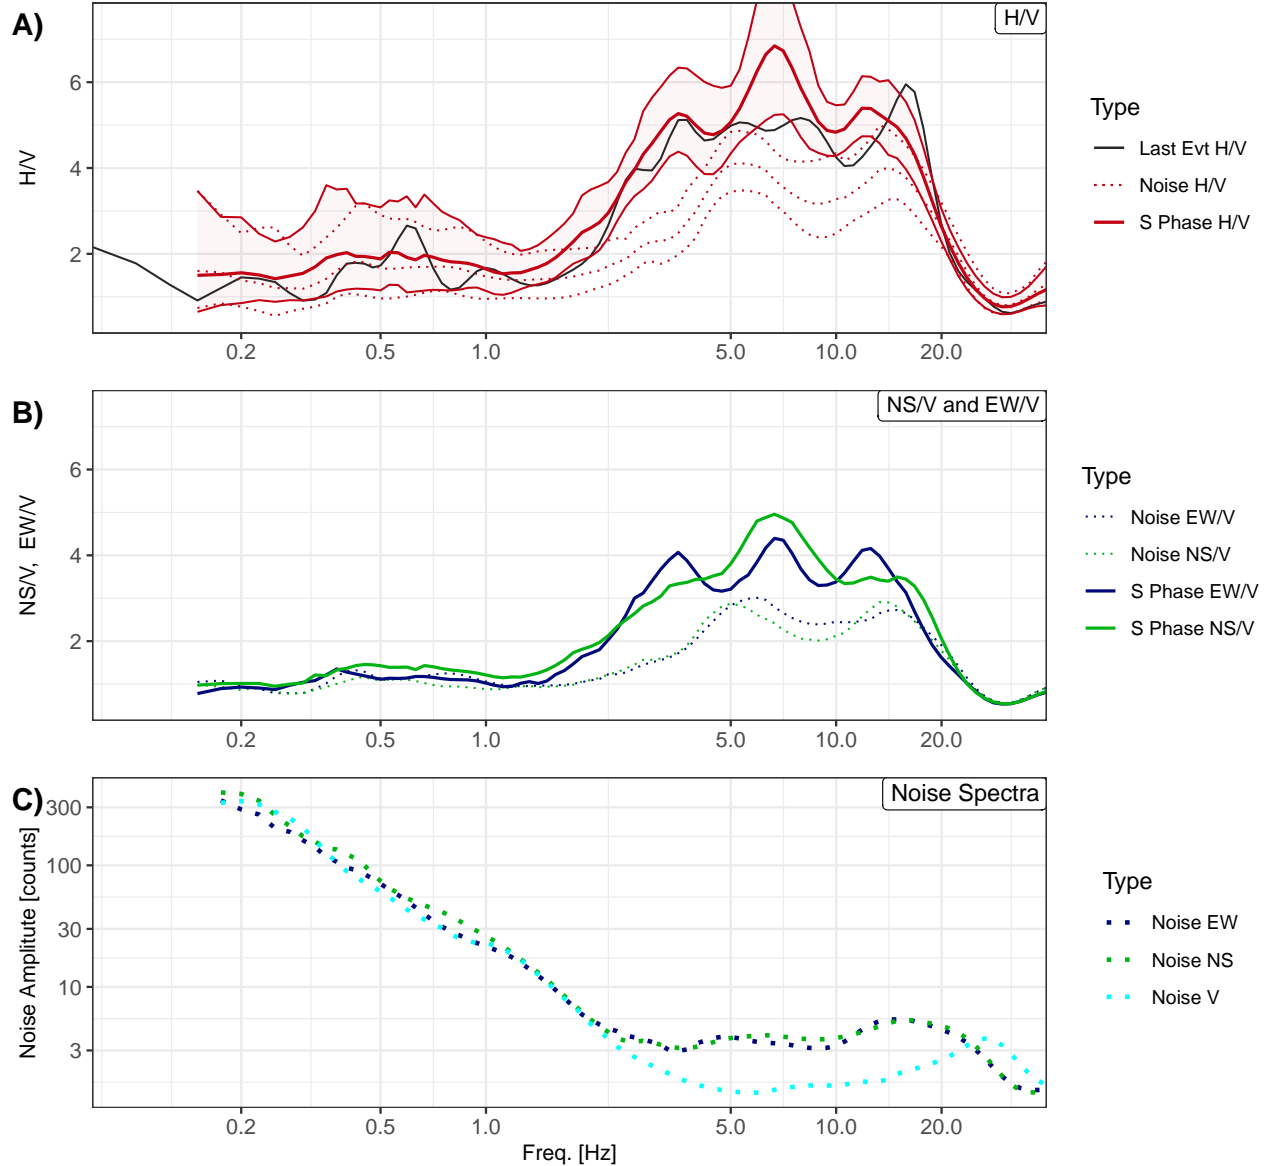 A)
H/V
H/V
6
4
2
0.2 0.5 1.0 5.0 10.0 20.0
Type
Last Evt H/V
Noise H/V
S Phase H/V
B)
NS/V and EW/V
NS/V, EW/V
6
4
2
0.2 0.5 1.0 5.0 10.0 20.0
Type
Noise EW/V
Noise NS/V
S Phase EW/V
S Phase NS/V
C)
Noise Spectra
Noise Amplitute [counts]
300
100
30
10
3
0.2 0.5 1.0 5.0 10.0 20.0
Freq. [Hz]
Type
Noise EW
Noise NS
Noise V